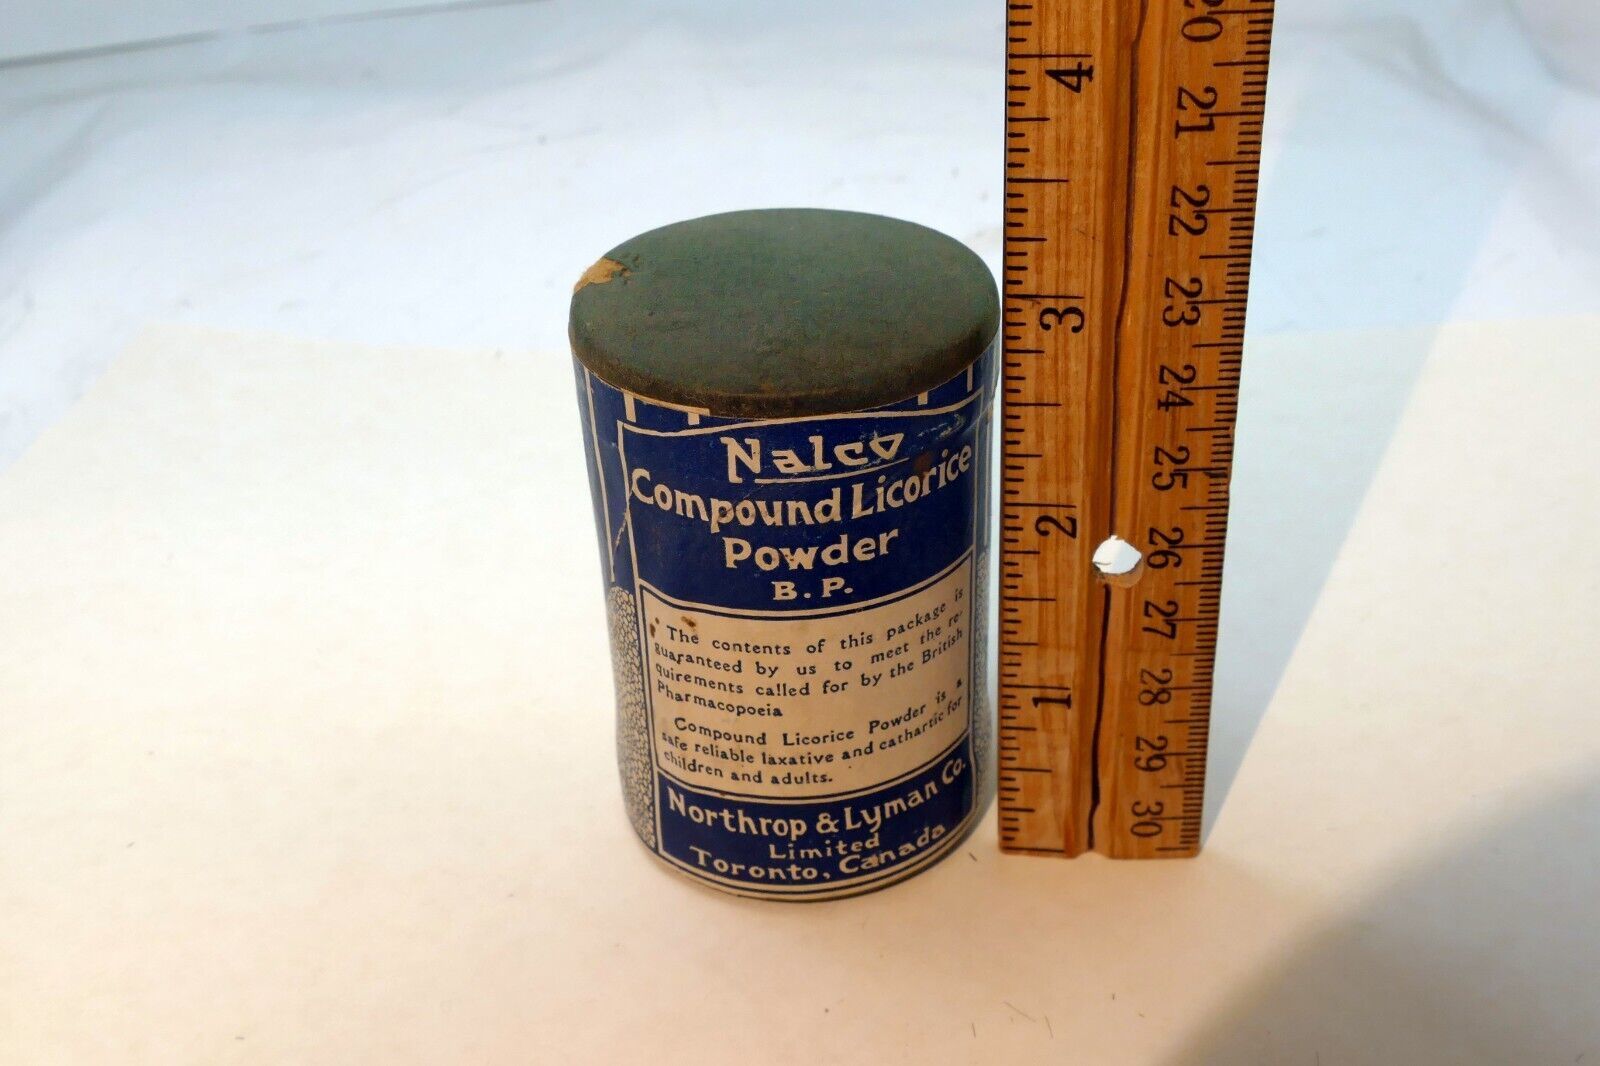 Nalco
Compound Licorice
Powder
B. P.
The contents of this package is
guaranteed by us to meet the re-
quirements called for by the British
Pharmacopoeia
Compound Licorice Powder is a
safe reliable laxative and cathartic for
children and adults.
Northrop & Lyman Co.
Limited
Toronto, Canada
4
3
2
1
20
21
22
23
24
25
26
27
28
29
30